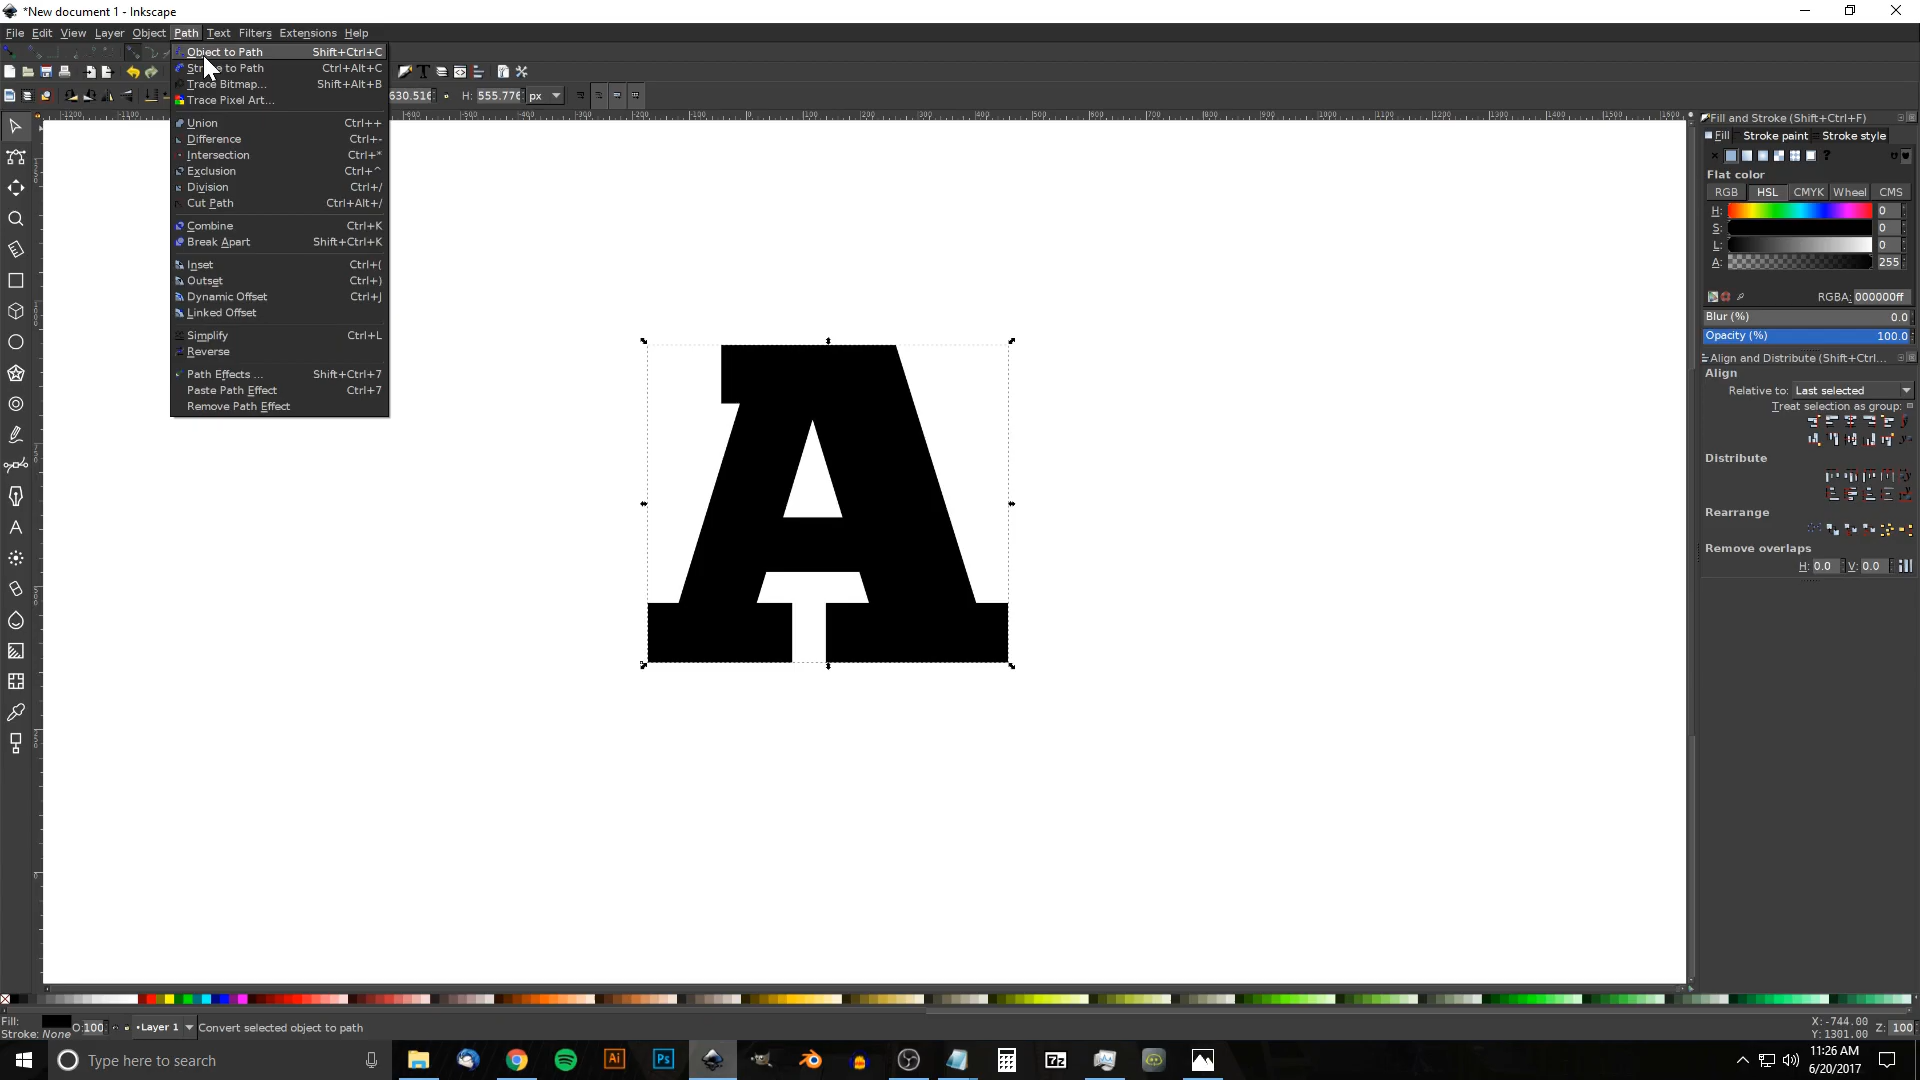 *New document 1 - Inkscape
File Edit View Layer Object Path Text Filters Extensions Help
Object to Path Shift+Ctrl+C
Stroke to Path Ctrl+Alt+C
Trace Bitmap... Shift+Alt+B
Trace Pixel Art...
Union Ctrl++
Difference Ctrl+-
Intersection Ctrl+*
Exclusion Ctrl+^
Division Ctrl+/
Cut Path Ctrl+Alt+/
Combine Ctrl+K
Break Apart Shift+Ctrl+K
Inset Ctrl+(
Outset Ctrl+)
Dynamic Offset Ctrl+J
Linked Offset
Simplify Ctrl+L
Reverse
Path Effects ... Shift+Ctrl+7
Paste Path Effect Ctrl+7
Remove Path Effect
630.516 H: 555.776 px
A
Fill and Stroke (Shift+Ctrl+F)
Fill Stroke paint Stroke style
Flat color
RGB HSL CMYK Wheel CMS
H: 0
S: 0
L: 0
A: 255
RGBA: 000000ff
Blur (%) 0.0
Opacity (%) 100.0
Align and Distribute (Shift+Ctrl...
Align
Relative to: Last selected
Treat selection as group:
Distribute
Rearrange
Remove overlaps
H: 0.0 V: 0.0
Fill:
Stroke: None O: 100 •Layer 1 Convert selected object to path
X: -744.00
Y: 1301.00 Z: 100
Type here to search
Ai Ps 7z
11:26 AM
6/20/2017